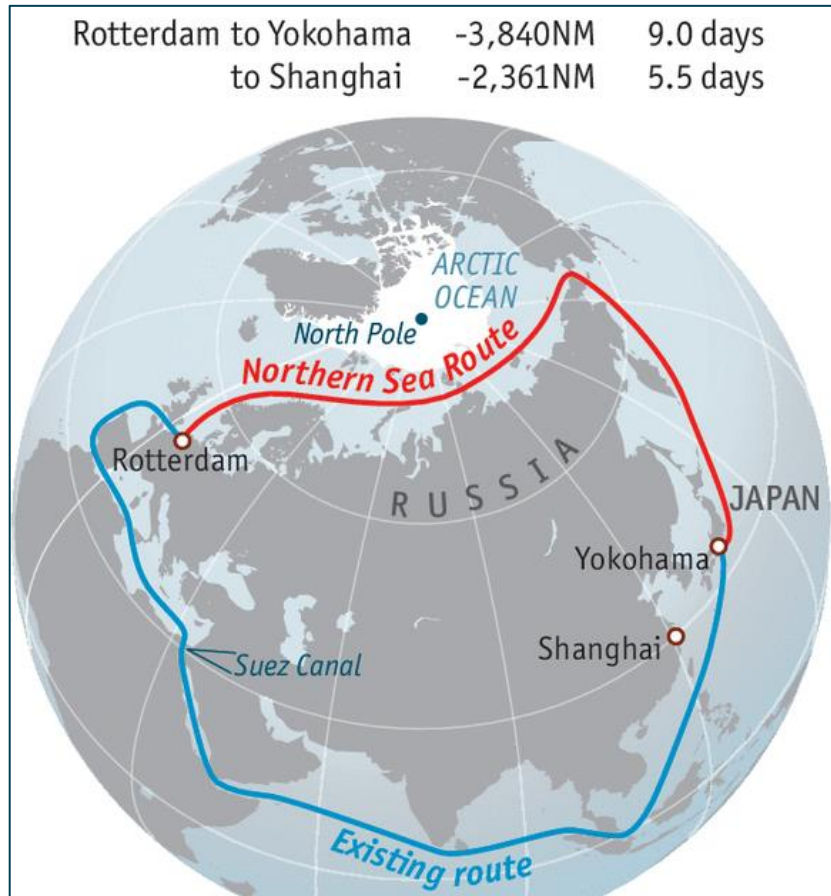 Rotterdam to Yokohama -3,840NM 9.0 days
to Shanghai -2,361NM 5.5 days
ARCTIC
OCEAN
North Pole
Northern Sea Route
Rotterdam
RUSSIA
JAPAN
Yokohama
Shanghai
Suez Canal
Existing route